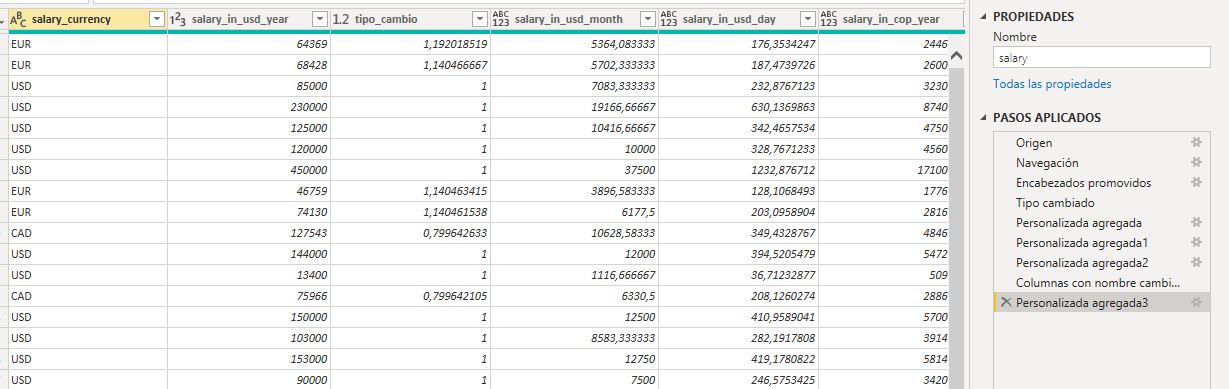 ABC salary_currency 123 salary_in_usd_year 1.2 tipo_cambio ABC123 salary_in_usd_month ABC123 salary_in_usd_day ABC123 salary_in_cop_year
EUR 64369 1,192018519 5364,083333 176,3534247 2446
EUR 68428 1,140466667 5702,333333 187,4739726 2600
USD 85000 1 7083,333333 232,8767123 3230
USD 230000 1 19166,66667 630,1369863 8740
USD 125000 1 10416,66667 342,4657534 4750
USD 120000 1 10000 328,7671233 4560
USD 450000 1 37500 1232,876712 17100
EUR 46759 1,140463415 3896,583333 128,1068493 1776
EUR 74130 1,140461538 6177,5 203,0958904 2816
CAD 127543 0,799642633 10628,58333 349,4328767 4846
USD 144000 1 12000 394,5205479 5472
USD 13400 1 1116,666667 36,71232877 509
CAD 75966 0,799642105 6330,5 208,1260274 2886
USD 150000 1 12500 410,9589041 5700
USD 103000 1 8583,333333 282,1917808 3914
USD 153000 1 12750 419,1780822 5814
USD 90000 1 7500 246,5753425 3420
PROPIEDADES
Nombre
salary
Todas las propiedades
PASOS APLICADOS
Origen
Navegación
Encabezados promovidos
Tipo cambiado
Personalizada agregada
Personalizada agregada1
Personalizada agregada2
Columnas con nombre cambi...
Personalizada agregada3